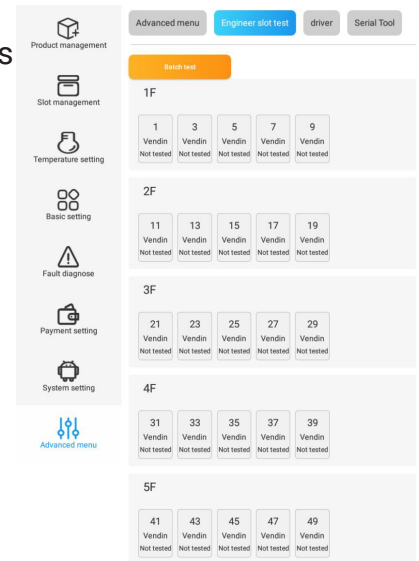 s
Product management
Slot management
Temperature setting
Basic setting
Fault diagnose
Payment setting
System setting
Advanced menu
Advanced menu Engineer slot test driver Serial Tool
Batch test
1F
1 3 5 7 9
Vendin Vendin Vendin Vendin Vendin
Not tested Not tested Not tested Not tested Not tested
2F
11 13 15 17 19
Vendin Vendin Vendin Vendin Vendin
Not tested Not tested Not tested Not tested Not tested
3F
21 23 25 27 29
Vendin Vendin Vendin Vendin Vendin
Not tested Not tested Not tested Not tested Not tested
4F
31 33 35 37 39
Vendin Vendin Vendin Vendin Vendin
Not tested Not tested Not tested Not tested Not tested
5F
41 43 45 47 49
Vendin Vendin Vendin Vendin Vendin
Not tested Not tested Not tested Not tested Not tested